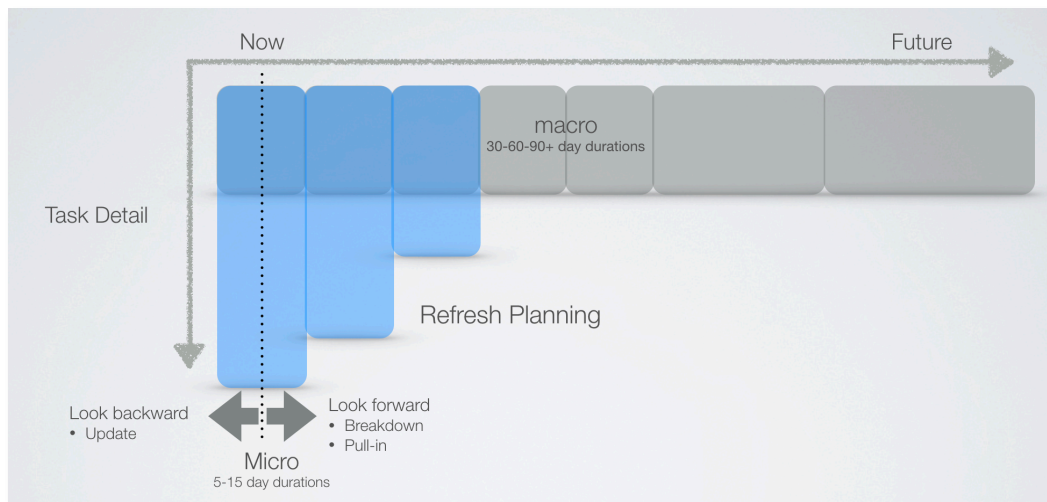 Now
Future
macro
30-60-90+ day durations
Task Detail
Refresh Planning
Look backward
• Update
Look forward
• Breakdown
• Pull-in
Micro
5-15 day durations